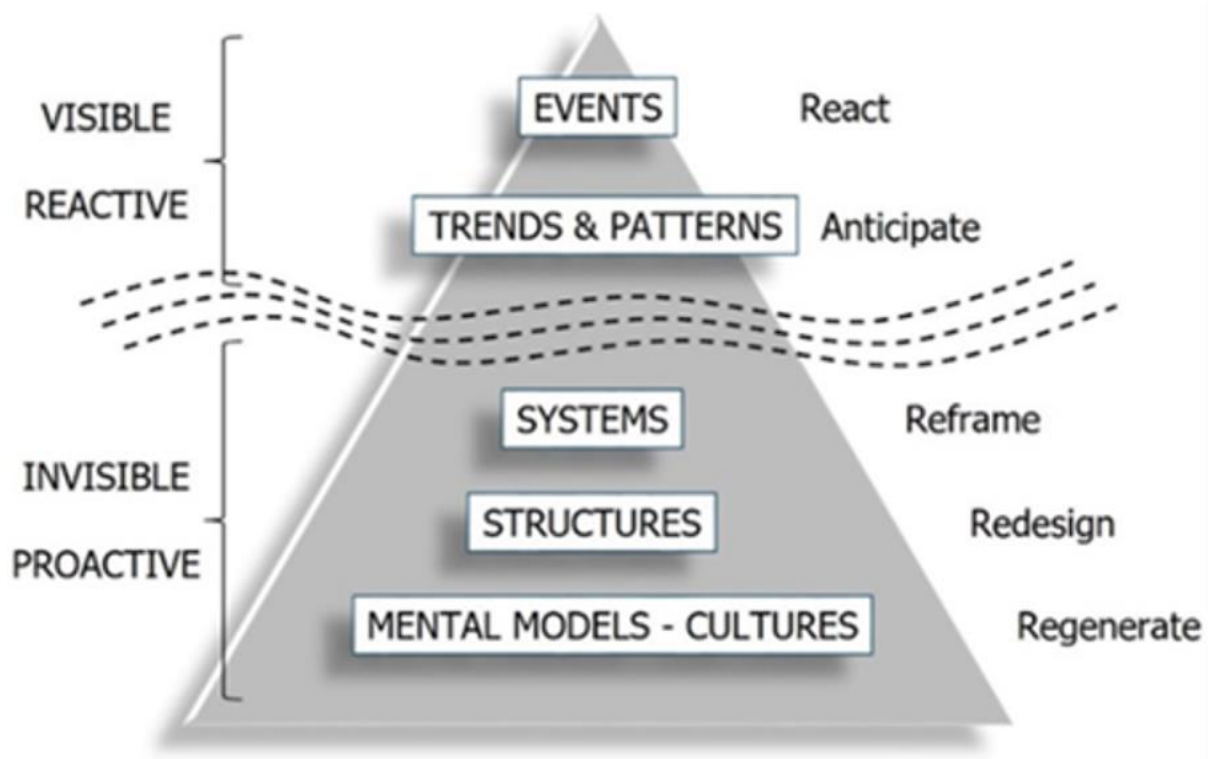 VISIBLE
REACTIVE
EVENTS
React
TRENDS & PATTERNS
Anticipate
INVISIBLE
PROACTIVE
SYSTEMS
Reframe
STRUCTURES
Redesign
MENTAL MODELS - CULTURES
Regenerate